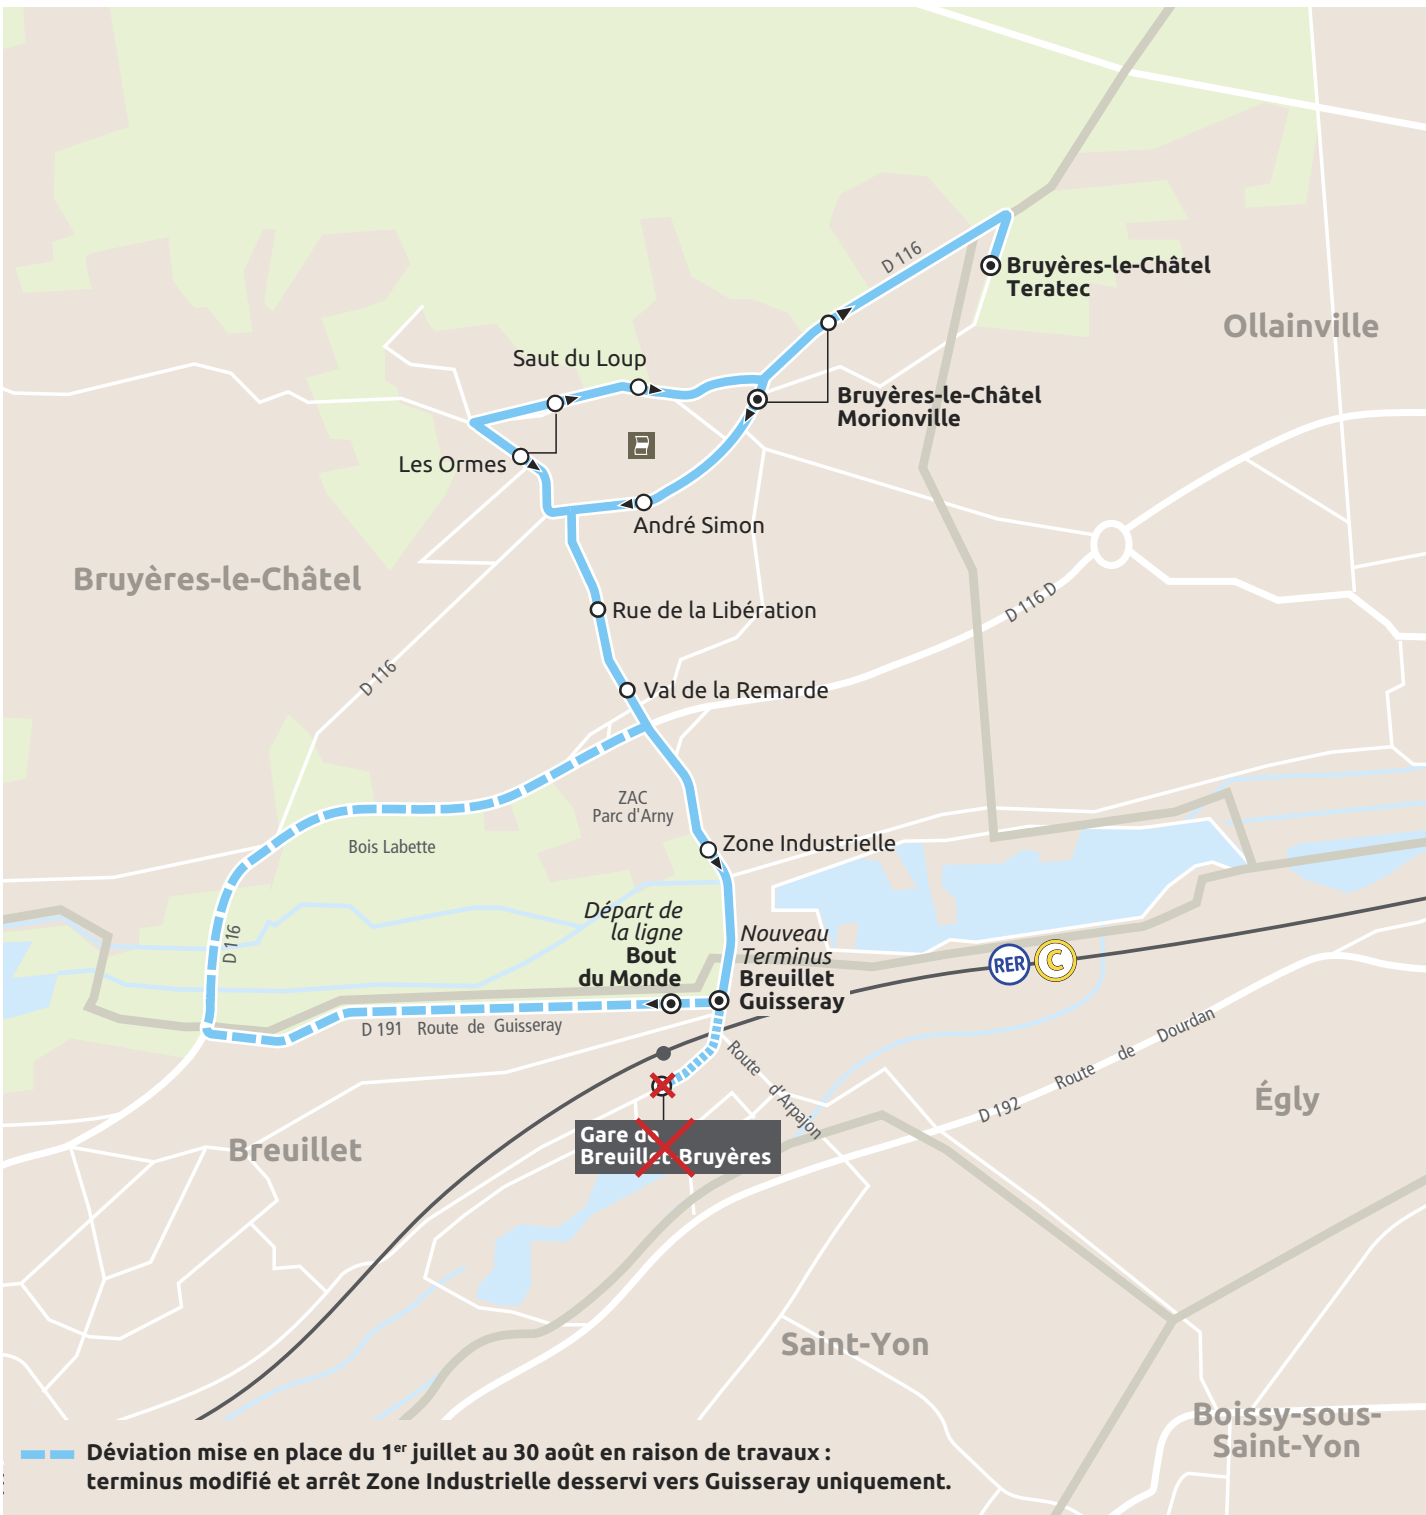 D 116
Bruyères-le-Châtel
Teratec
Ollainville
Saut du Loup
Bruyères-le-Châtel
Morionville
Les Ormes
André Simon
Bruyères-le-Châtel
Rue de la Libération
D 116 D
D 116
Val de la Remarde
ZAC
Parc d'Arny
Bois Labette
Zone Industrielle
Départ de
la ligne
Bout
du Monde
Nouveau
Terminus
Breuillet
Guisseray
D 116
RER
C
D 191 Route de Guisseray
Route d'Arpajon
D 192 Route de Dourdan
Égly
Gare de
Breuillet-Bruyères
Breuillet
Saint-Yon
Boissy-sous-
Saint-Yon
Déviation mise en place du 1er juillet au 30 août en raison de travaux :
terminus modifié et arrêt Zone Industrielle desservi vers Guisseray uniquement.